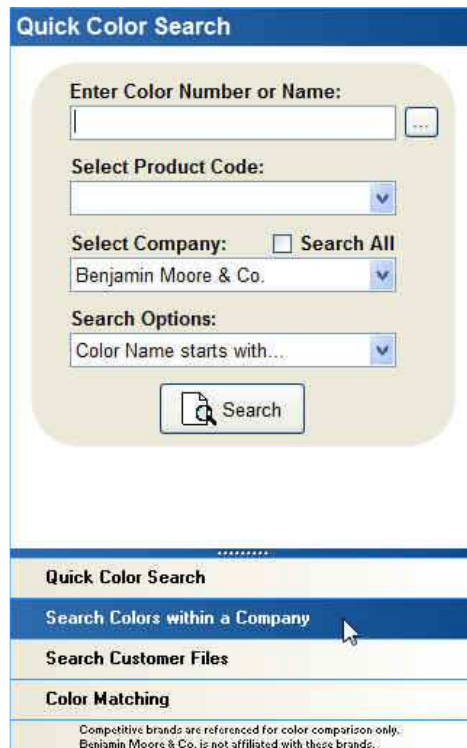 Quick Color Search
Enter Color Number or Name:
...
Select Product Code:
Select Company:  Search All
Benjamin Moore & Co.
Search Options:
Color Name starts with...
Search
Quick Color Search
Search Colors within a Company
Search Customer Files
Color Matching
Competitive brands are referenced for color comparison only.
Benjamin Moore & Co. is not affiliated with these brands.